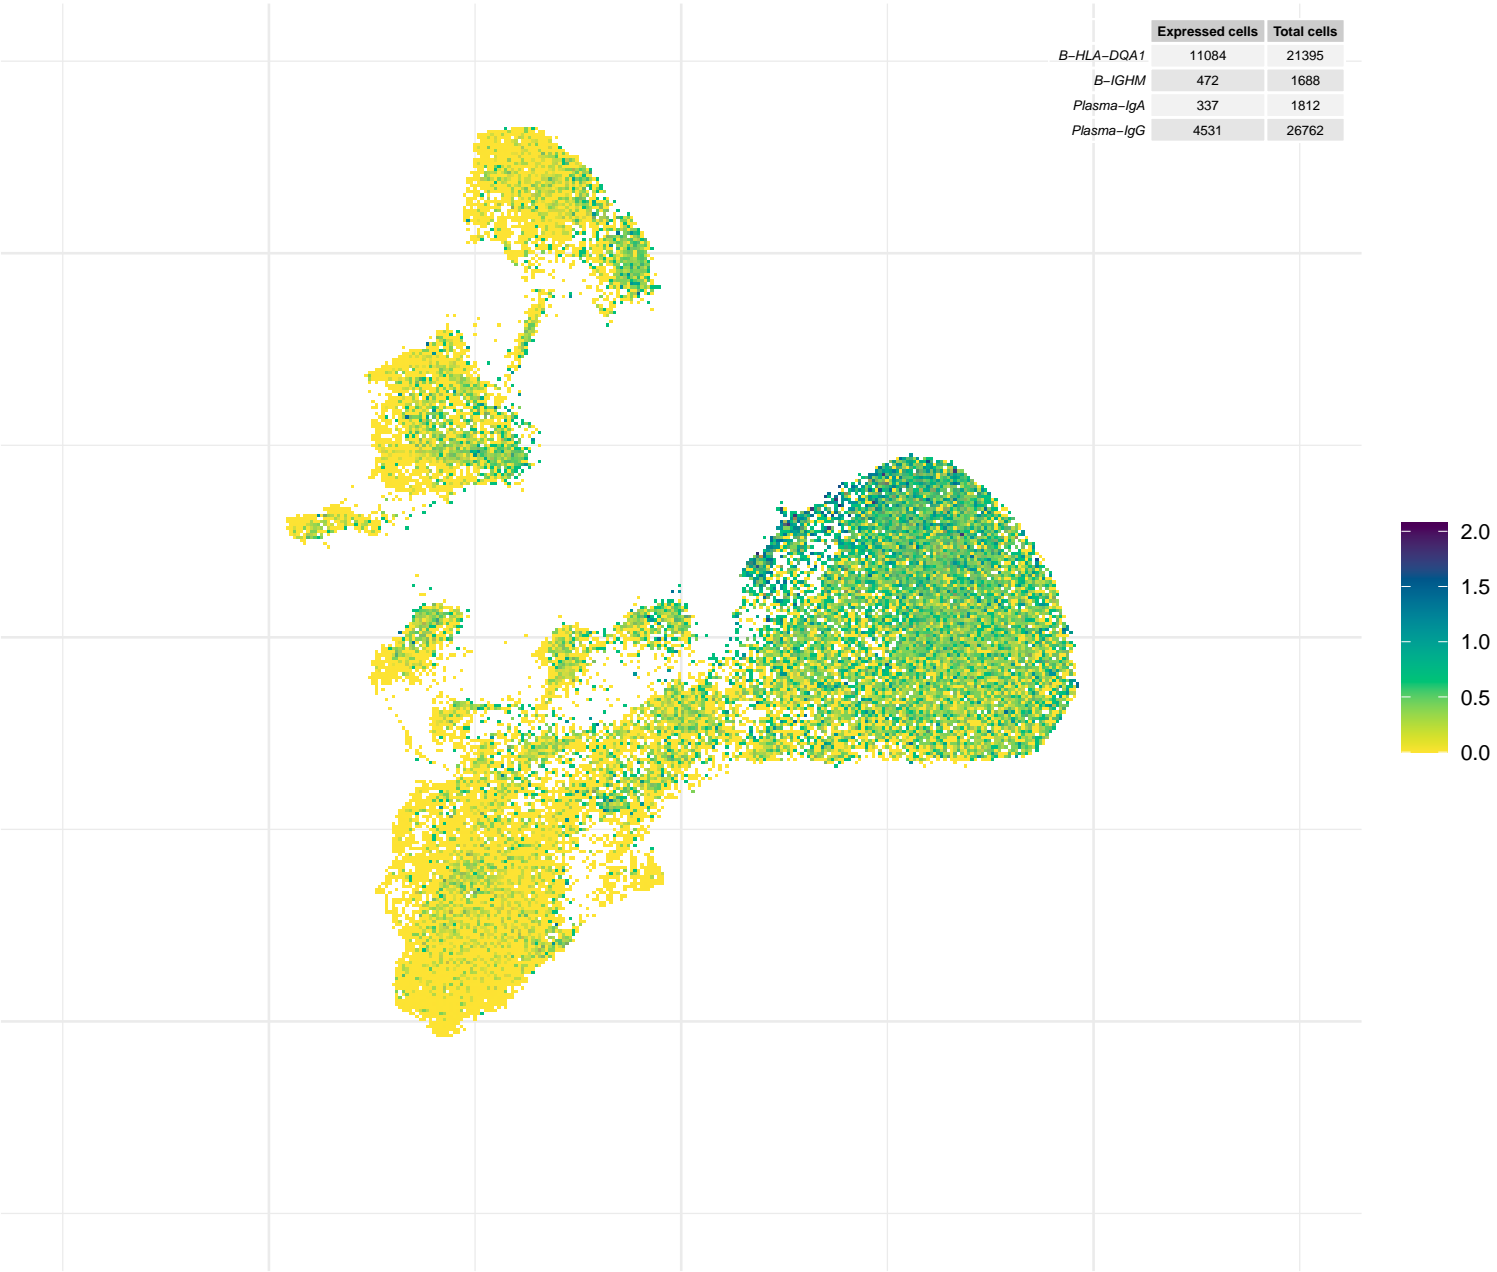 Expressed cells Total cells
B−HLA−DQA1 11084 21395
B−IGHM 472 1688
Plasma−IgA 337 1812
Plasma−IgG 4531 26762
2.0
1.5
1.0
0.5
0.0